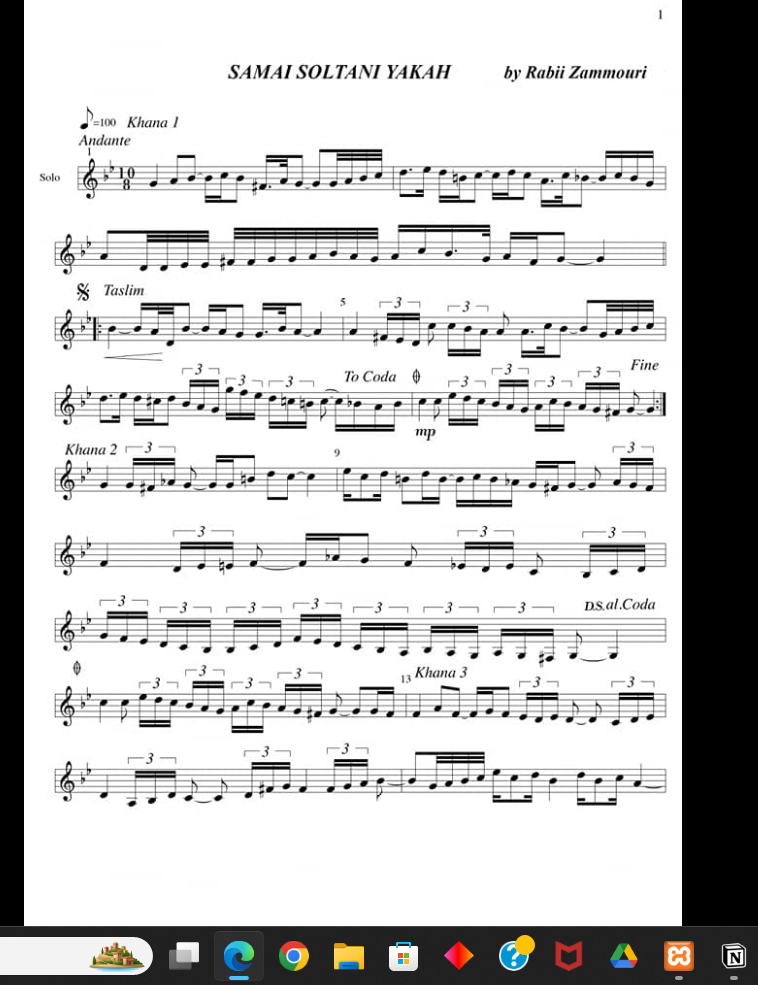 1
SAMAI SOLTANI YAKAH by Rabii Zammouri
=100 Khana 1
Andante
1
Solo
10
8
Taslim
5 3 3
3 3 3 To Coda 3 3 3 Fine
mp
Khana 2 3 9 3
3 3 3
3 3 3 3 3 3 3 D.S.al.Coda
3 3 3 3 13 Khana 3 3 3
3 3 3
N